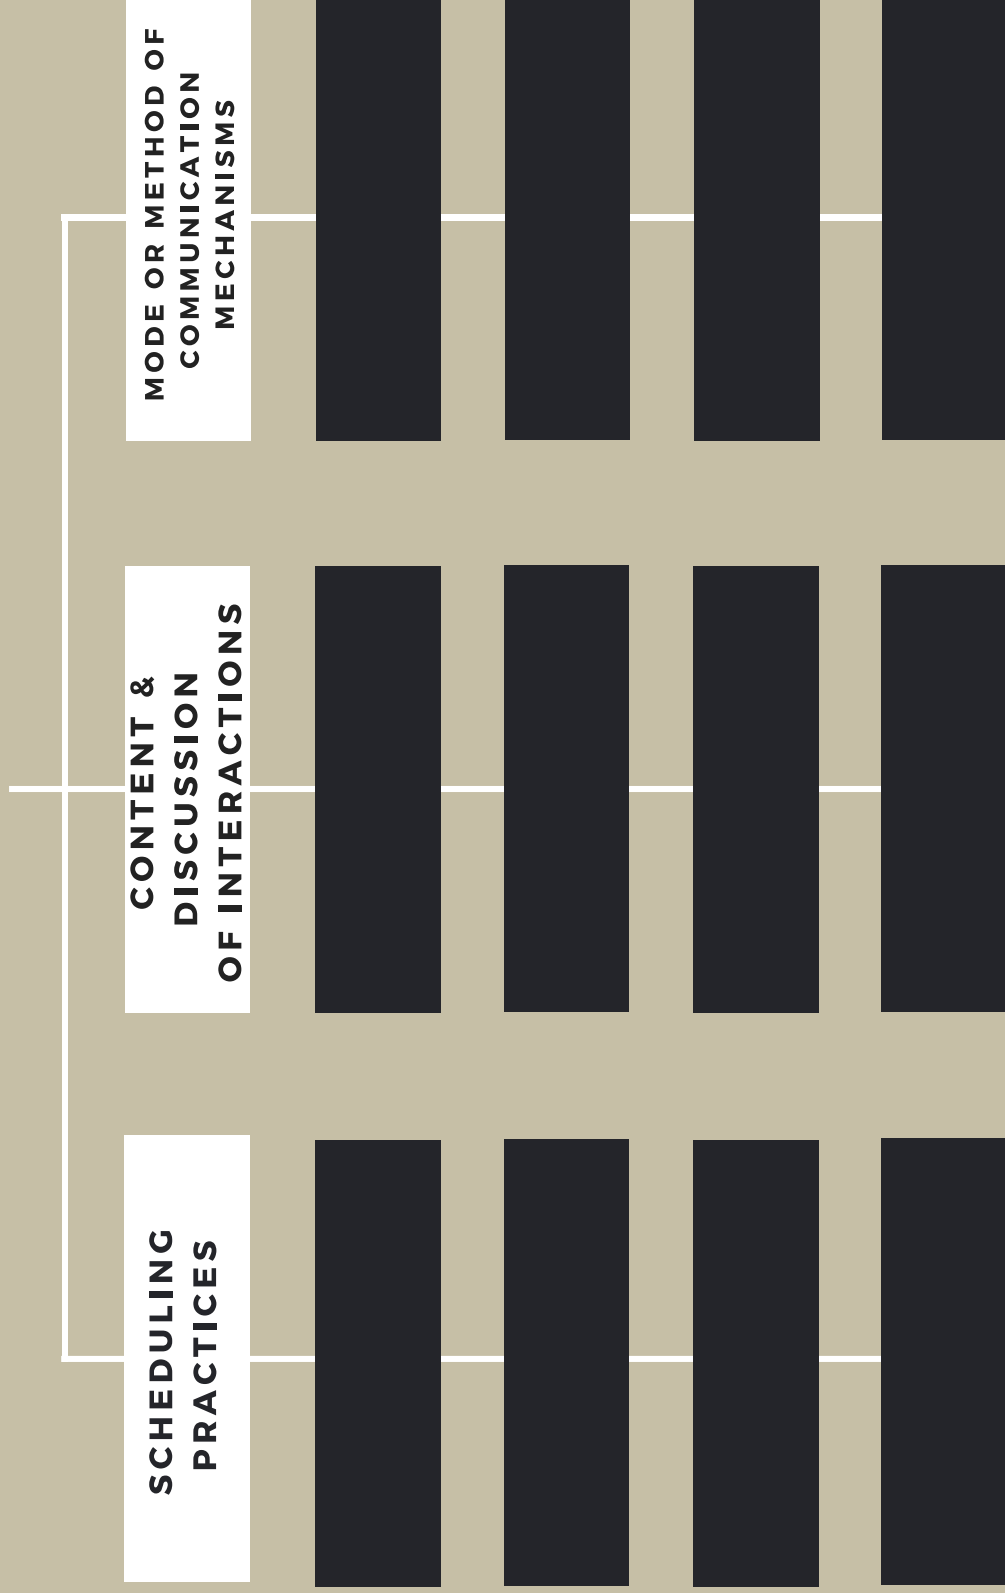 SCHEDULING
PRACTICES
CONTENT &
DISCUSSION
OF INTERACTIONS
MODE OR METHOD OF
COMMUNICATION
MECHANISMS